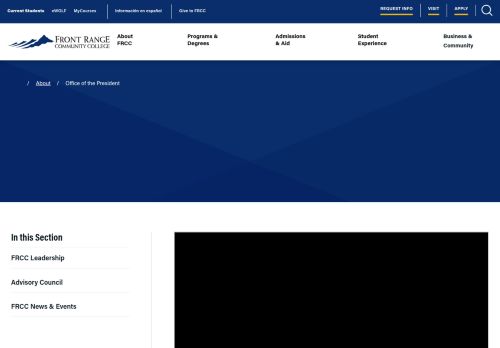 Current Students eWOLF MyCourses Información en español Give to FRCC REQUEST INFO VISIT APPLY
FRONT RANGE
COMMUNITY COLLEGE
About
FRCC
Programs &
Degrees
Admissions
& Aid
Student
Experience
Business &
Community
/ About / Office of the President
In this Section
FRCC Leadership
Advisory Council
FRCC News & Events